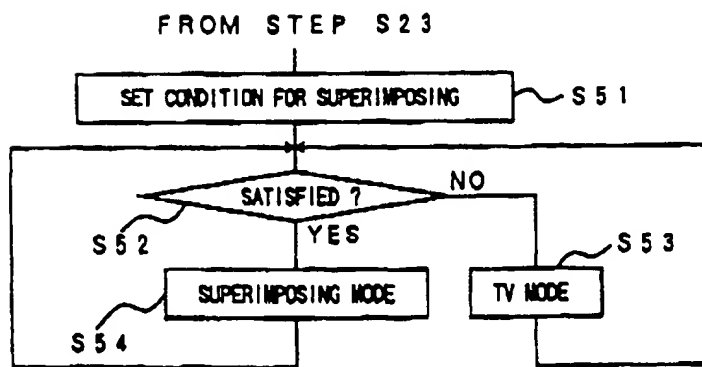 FROM STEP S23
SET CONDITION FOR SUPERIMPOSING
S51
SATISFIED ?
NO
S52
YES
S53
SUPERIMPOSING MODE
TV MODE
S54